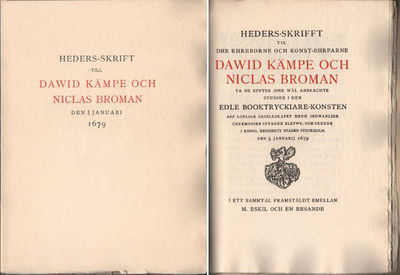 HEDERS-SKRIFT
TILL
DAWID KÄMPE OCH
NICLAS BROMAN
DEN 5 JANUARI
1679
HEDERS-SKRIFFT
TIL
DHE EHREBORNE OCH KONST-EHRFARNE
DAWID KÄMPE OCH
NICLAS BROMAN
TÅ DE EFFTER SINE WÄL ANBRACHTE
STUDIER I DEN
EDLE BOOKTRYCKIARE-KONSTEN
AFF LOFLIGE GESELLSKAPET MEDH SEDWANLIGE
CEREMONIER INTAGNE BLEFWE; SOM SKEDDE
I KONGL. RESIDENTZ STADEN STOCKHOLM
DEN 5 JANUARIJ 1679
I ETT SAMMTAL FRAMSTÄLDT EMELLAN
M. ESKIL OCH EN RESANDE